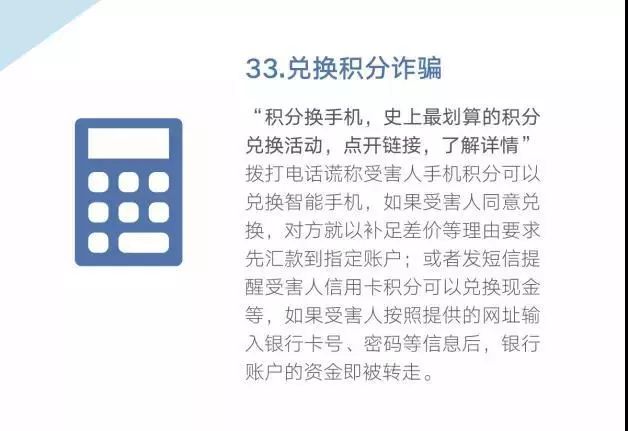 33.兑换积分诈骗
“积分换手机，史上最划算的积分
兑换活动，点开链接，了解详情”
拨打电话谎称受害人手机积分可以
兑换智能手机，如果受害人同意兑
换，对方就以补足差价等理由要求
先汇款到指定账户；或者发短信提
醒受害人信用卡积分可以兑换现金
等，如果受害人按照提供的网址输
入银行卡号、密码等信息后，银行
账户的资金即被转走。